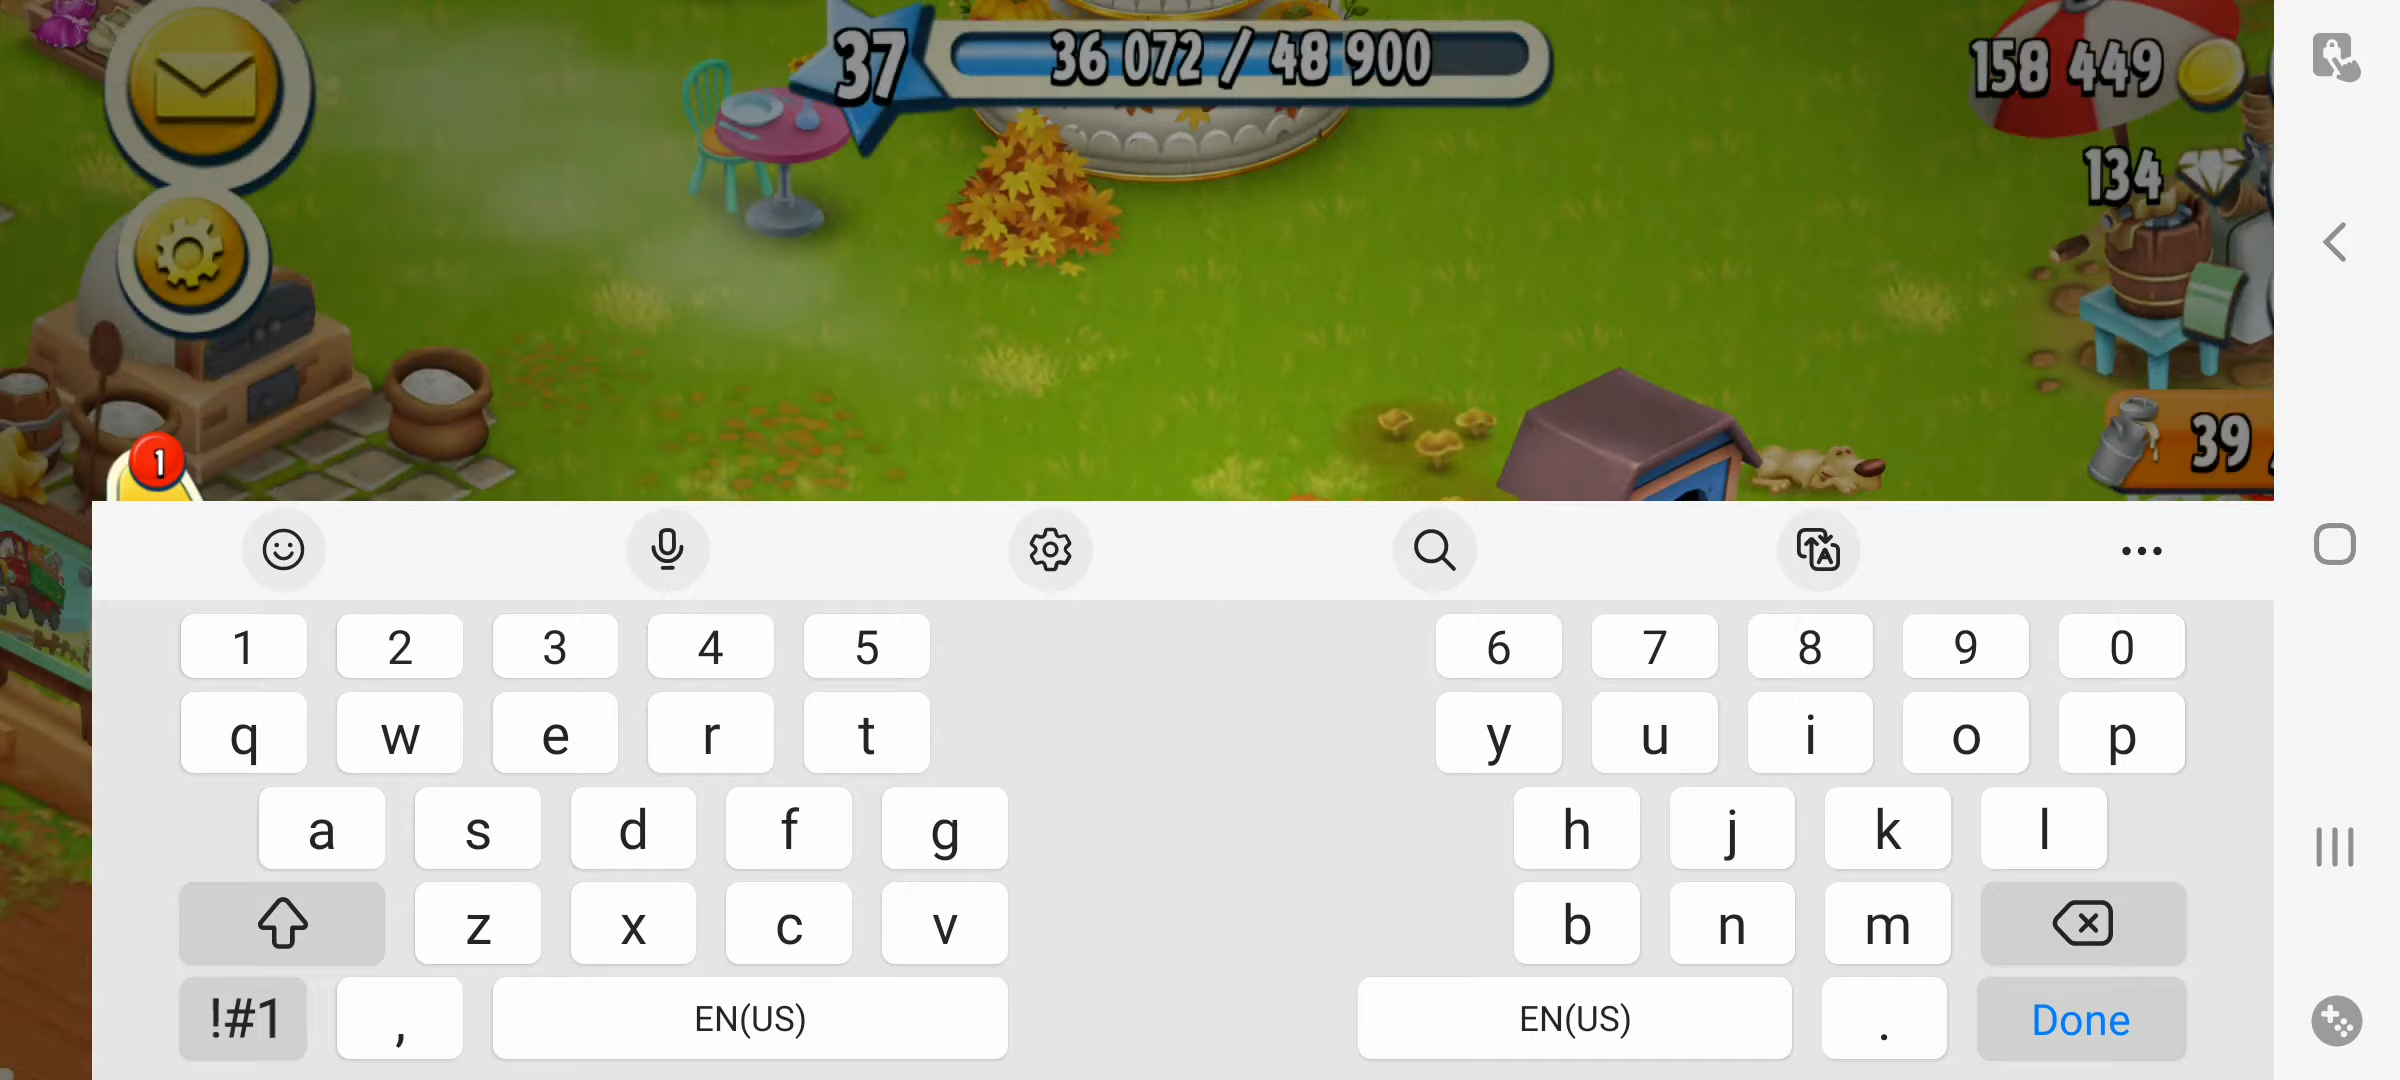 37
36 072 / 48 900
158 449
134
1
39
1 2 3 4 5 6 7 8 9 0
q w e r t y u i o p
a s d f g h j k l
z x c v b n m
!#1 , EN(US) EN(US) . Done